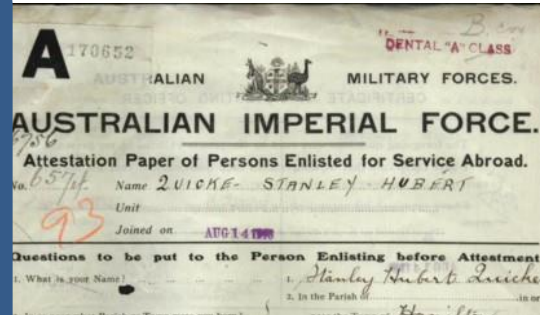 A
170652
DENTAL "A" CLASS
ALIAN MILITARY FORCES.
AUSTRALIAN IMPERIAL FORCE.
Attestation Paper of Persons Enlisted for Service Abroad.
No. Name QUICKE STANLEY HUBERT
Unit
93
Joined on AUG 14
Questions to be put to the Person Enlisting before Attestment
1. What is your Name? 1. Stanley Hubert Quicke
2. In the Parish of in or